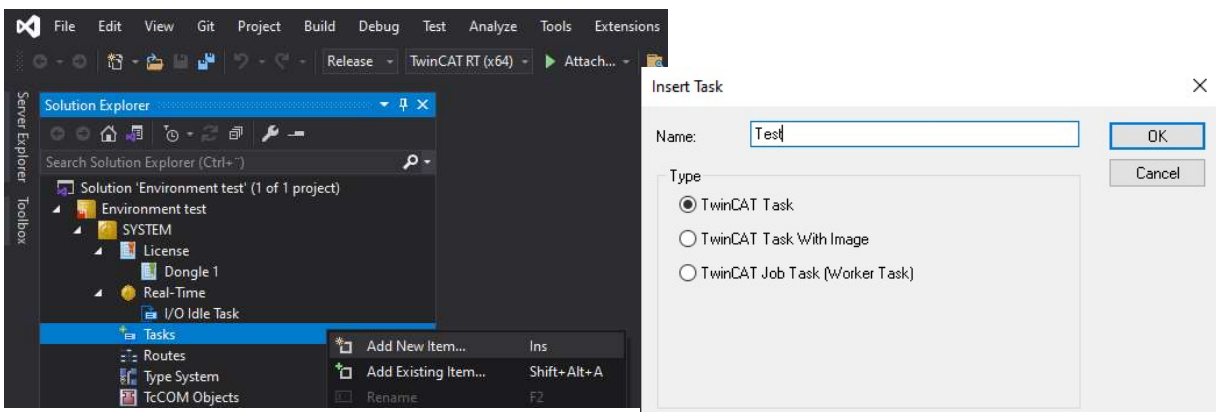 File Edit View Git Project Build Debug Test Analyze Tools Extensions
Release TwinCAT RT (x64) Attach...
Server Explorer
Toolbox
Solution Explorer
Search Solution Explorer (Ctrl+¨)
Solution 'Environment test' (1 of 1 project)
Environment test
SYSTEM
License
Dongle 1
Real-Time
I/O Idle Task
Tasks
Routes
Type System
TcCOM Objects
Add New Item... Ins
Add Existing Item... Shift+Alt+A
Rename F2
Insert Task
Name: Test
OK
Cancel
Type
TwinCAT Task
TwinCAT Task With Image
TwinCAT Job Task (Worker Task)